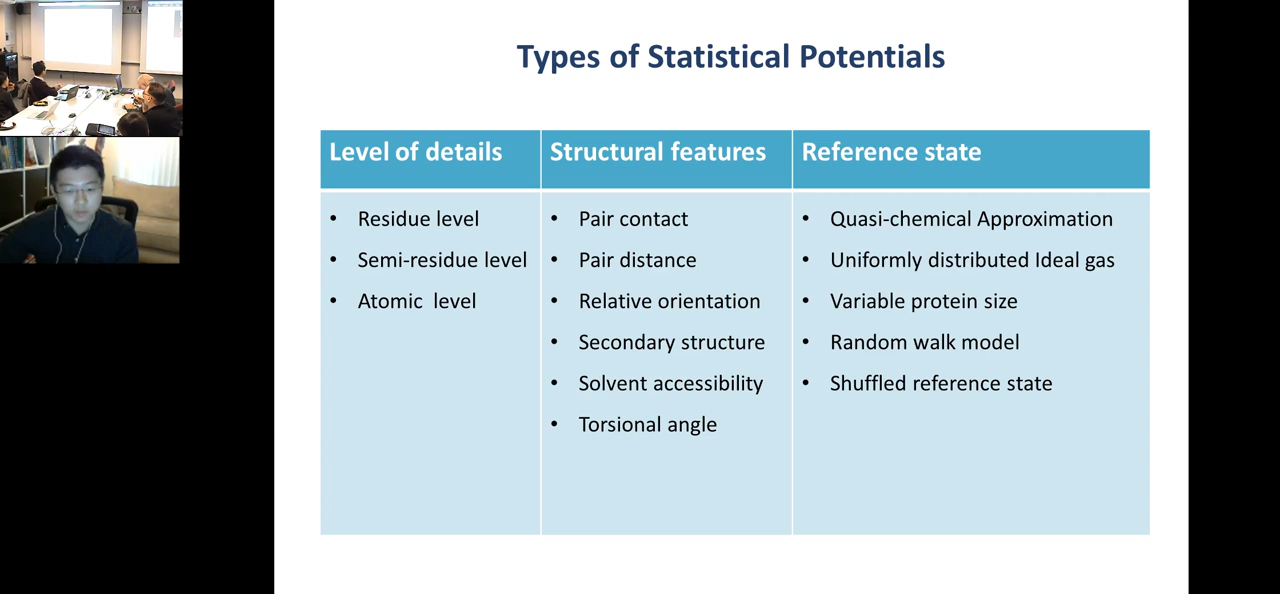 Types of Statistical Potentials
Level of details
Structural features
Reference state
• Residue level
• Semi-residue level
• Atomic level
• Pair contact
• Pair distance
• Relative orientation
• Secondary structure
• Solvent accessibility
• Torsional angle
• Quasi-chemical Approximation
• Uniformly distributed Ideal gas
• Variable protein size
• Random walk model
• Shuffled reference state